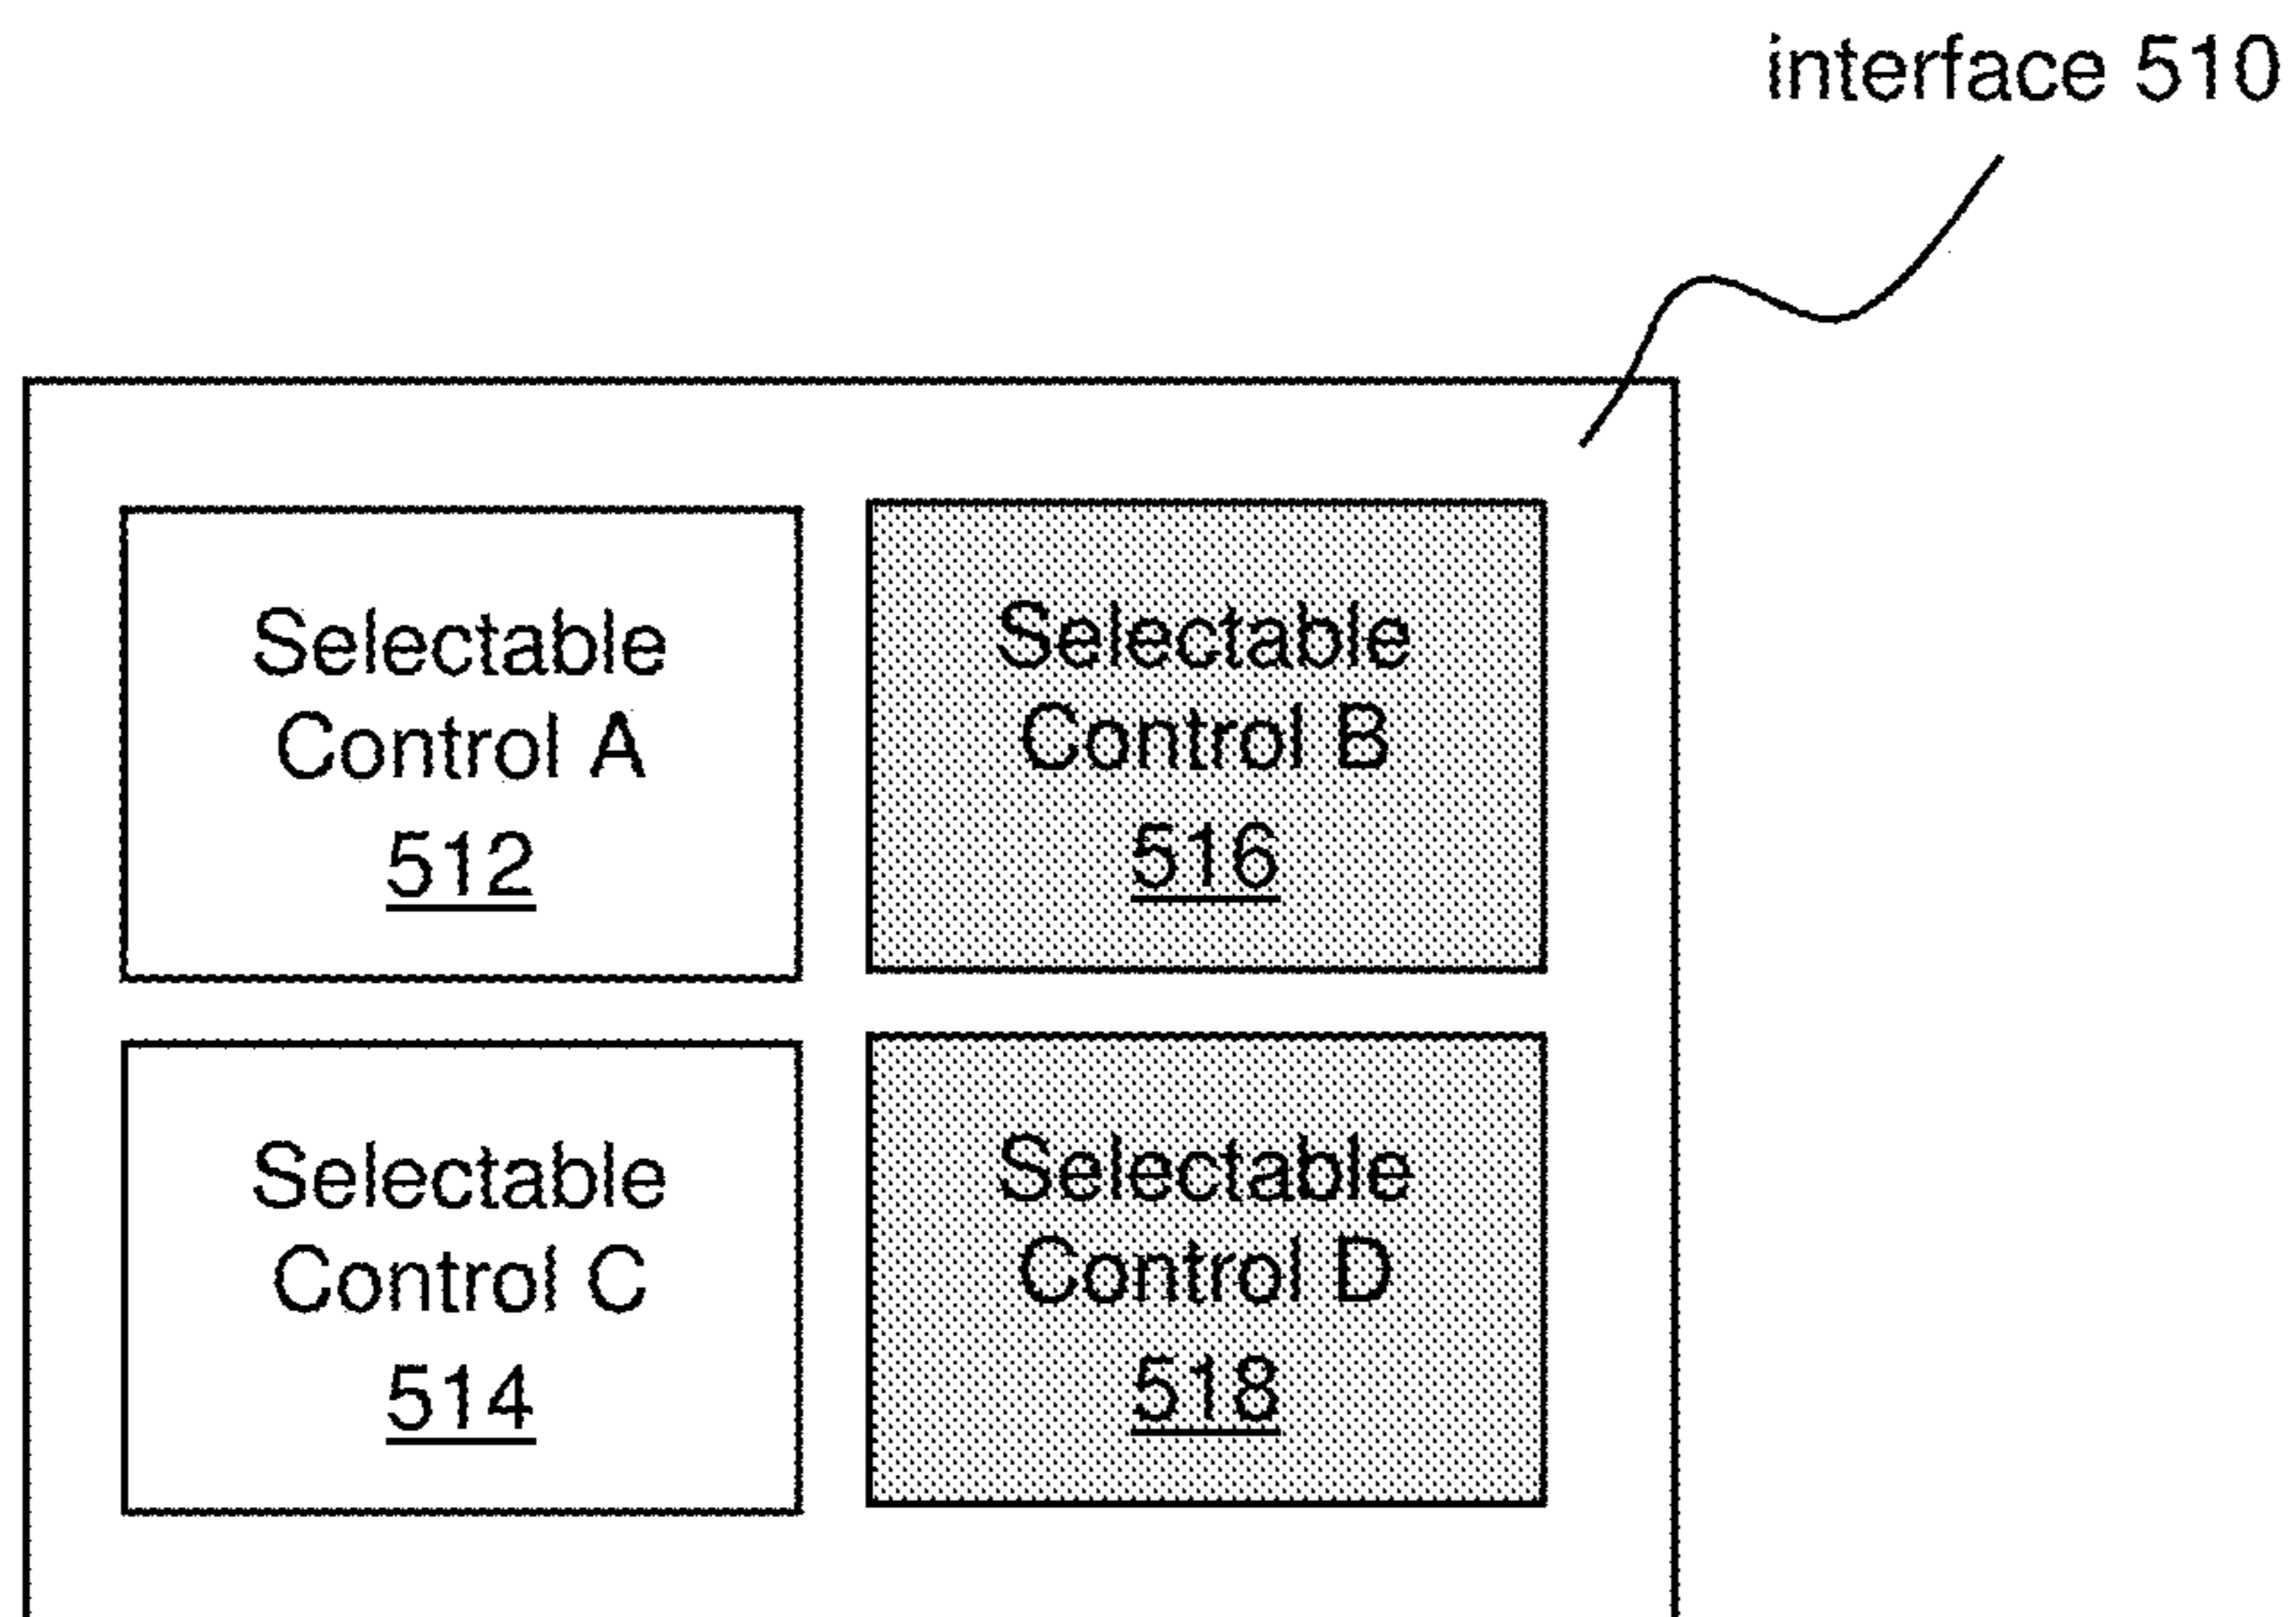 interface 510
Selectable
Control A
512
Selectable
Control B
516
Selectable
Control C
514
Selectable
Control D
518